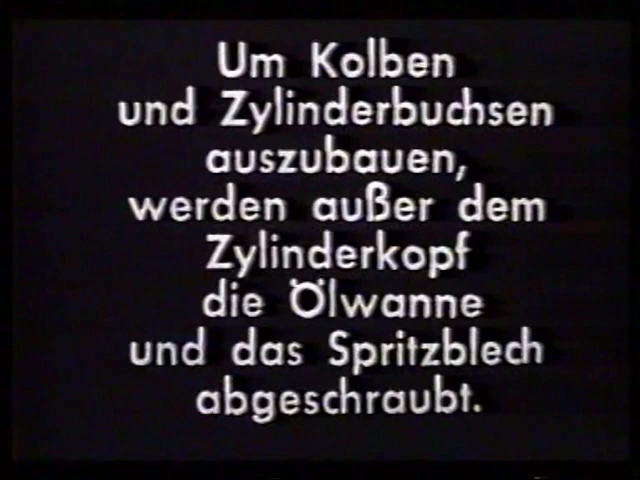 Um Kolben
und Zylinderbuchsen
auszubauen,
werden außer dem
Zylinderkopf
die Ölwanne
und das Spritzblech
abgeschraubt.